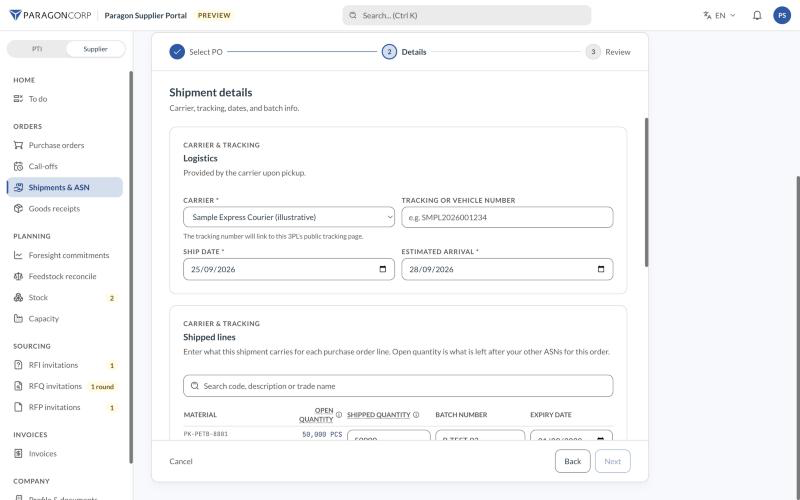 PARAGONCORP
Paragon Supplier Portal
PREVIEW
Search... (Ctrl K)
EN
PS
PTI
Supplier
HOME
To do
ORDERS
Purchase orders
Call-offs
Shipments & ASN
Goods receipts
PLANNING
Foresight commitments
Feedstock reconcile
Stock
2
Capacity
SOURCING
RFI invitations
1
RFQ invitations
1 round
RFP invitations
1
INVOICES
Invoices
COMPANY
Profile & documents
Select PO
2
Details
3
Review
Shipment details
Carrier, tracking, dates, and batch info.
CARRIER & TRACKING
Logistics
Provided by the carrier upon pickup.
CARRIER *
TRACKING OR VEHICLE NUMBER
Sample Express Courier (illustrative)
e.g. SMPL2026001234
The tracking number will link to this 3PL's public tracking page.
SHIP DATE *
ESTIMATED ARRIVAL *
25/09/2026
28/09/2026
CARRIER & TRACKING
Shipped lines
Enter what this shipment carries for each purchase order line. Open quantity is what is left after your other ASNs for this order.
Search code, description or trade name
MATERIAL
OPEN QUANTITY
SHIPPED QUANTITY
BATCH NUMBER
EXPIRY DATE
PK-PETB-8801
50,000 PCS
50000
Cancel
Back
Next